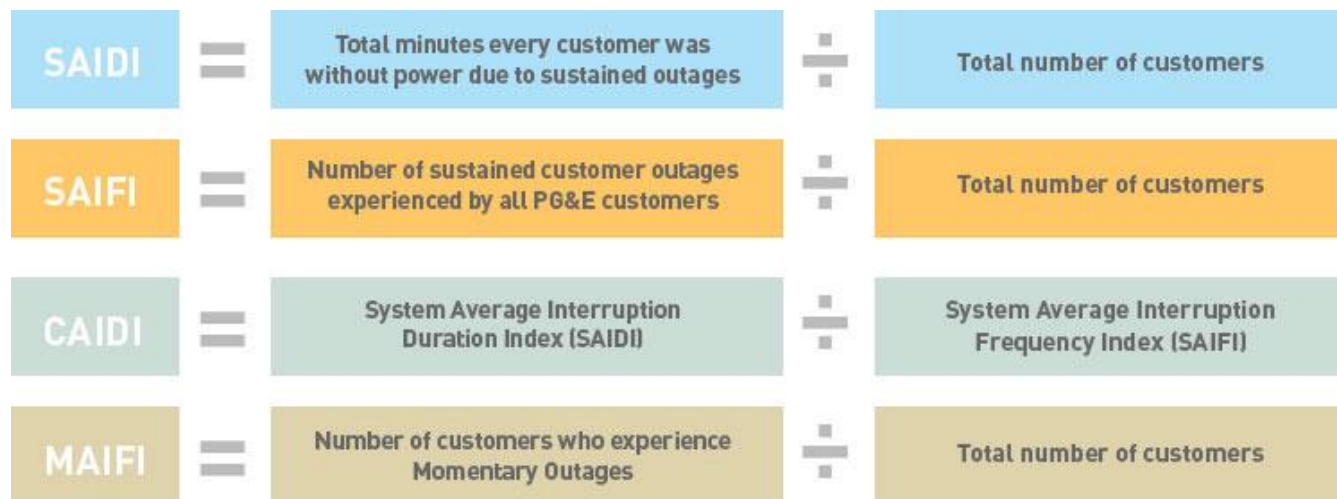 SAIDI = Total minutes every customer was
without power due to sustained outages ÷ Total number of customers
SAIFI = Number of sustained customer outages
experienced by all PG&E customers ÷ Total number of customers
CAIDI = System Average Interruption
Duration Index (SAIDI) ÷ System Average Interruption
Frequency Index (SAIFI)
MAIFI = Number of customers who experience
Momentary Outages ÷ Total number of customers